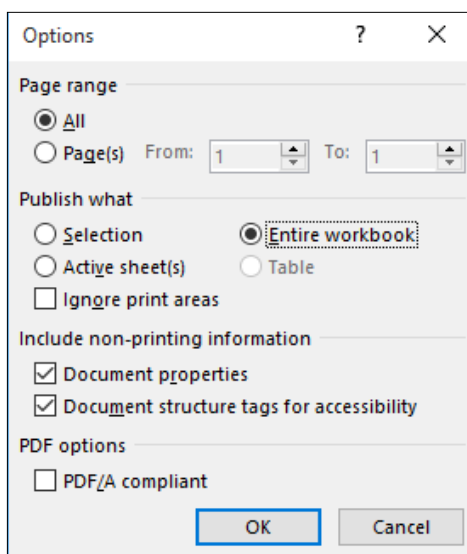 Options ? ×
Page range
All
Page(s) From: 1 To: 1
Publish what
Selection Entire workbook
Active sheet(s) Table
Ignore print areas
Include non-printing information
Document properties
Document structure tags for accessibility
PDF options
PDF/A compliant
OK Cancel